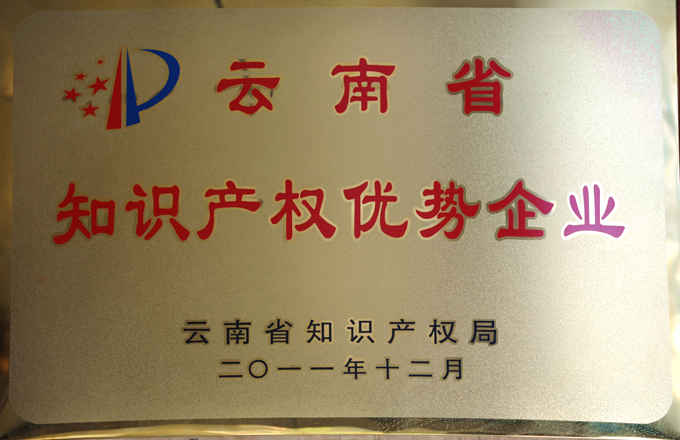 云南省
知识产权优势企业
云南省知识产权局
二〇一一年十二月